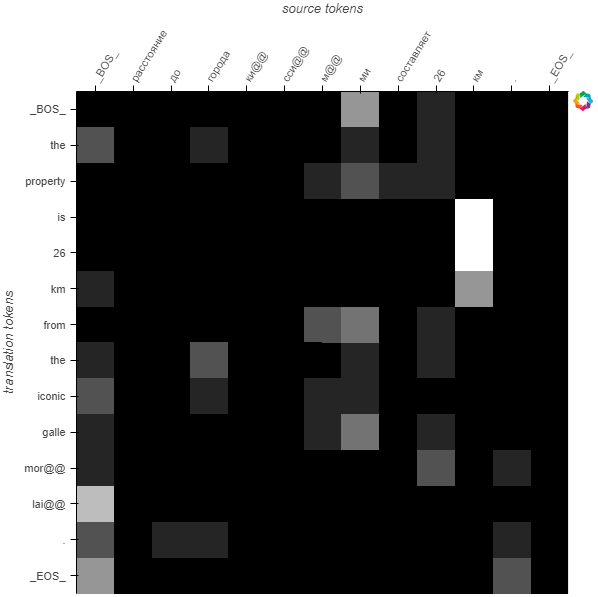 source tokens
_BOS_ расстояние до города ки@@ сси@@ м@@ ми составляет 26 км . _EOS_
_BOS_
the
property
is
26
km
from
the
iconic
galle
mor@@
lai@@
.
_EOS_
translation tokens